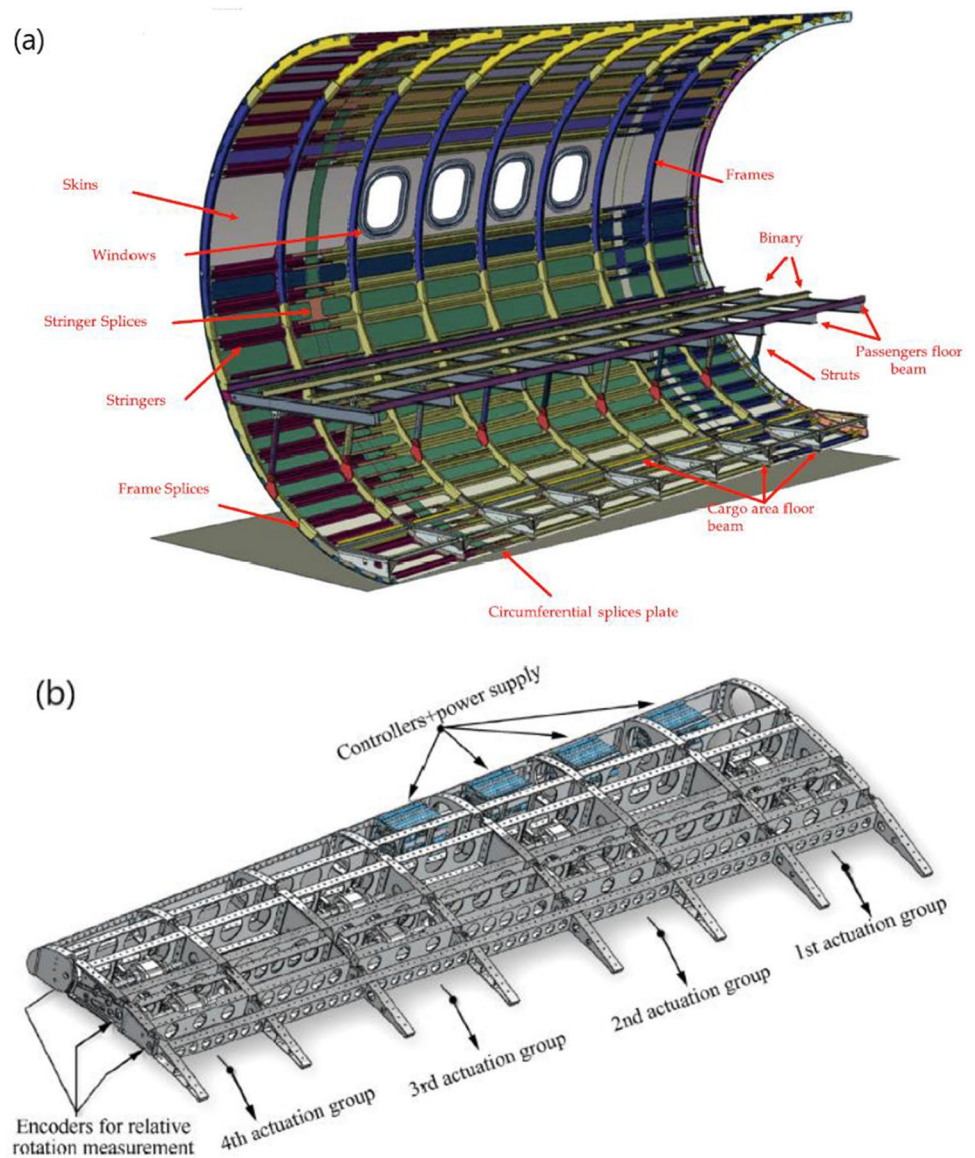 (a)
Skins
Frames
Windows
Binary
Stringer Splices
Passengers floor
beam
Struts
Stringers
Frame Splices
Cargo area floor
beam
Circumferential splices plate
(b)
Controllers+power supply
1st actuation group
2nd actuation group
3rd actuation group
4th actuation group
Encoders for relative
rotation measurement